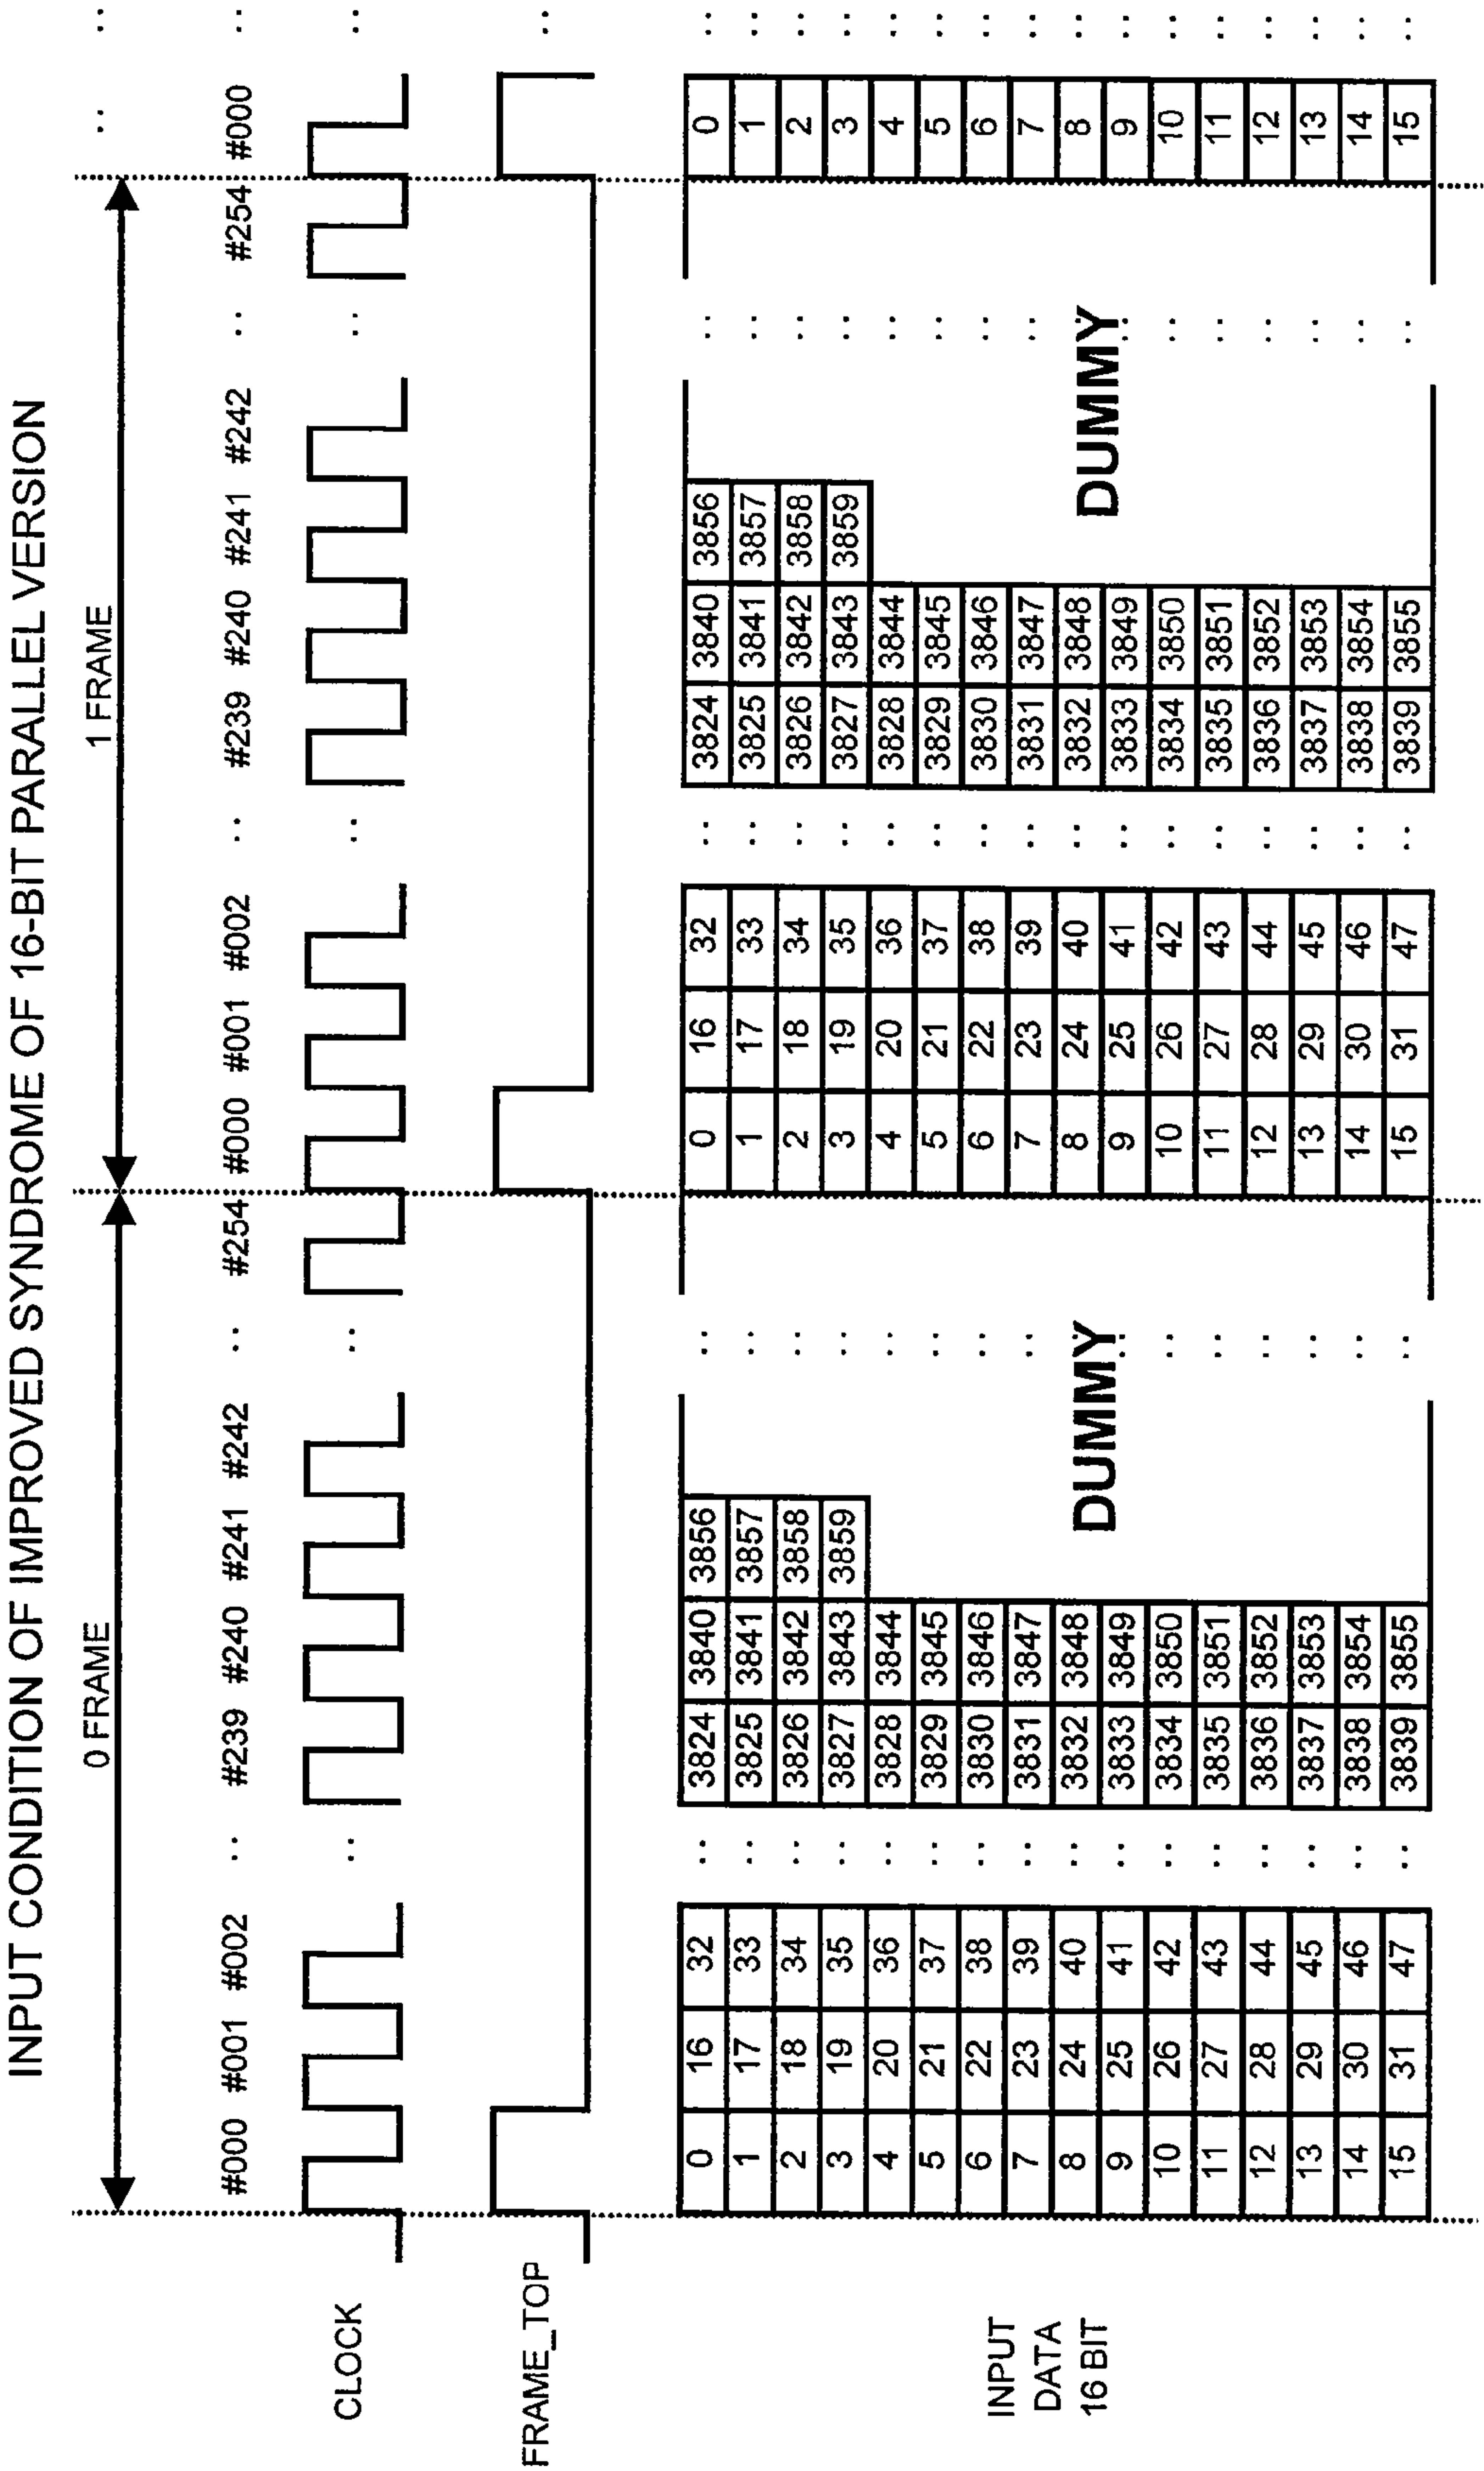 INPUT CONDITION OF IMPROVED SYNDROME OF 16-BIT PARALLEL VERSION
0 FRAME 1 FRAME ::
#000 #001 #002 :: #239 #240 #241 #242 :: #254 #000 #001 #002 :: #239 #240 #241 #242 :: #254 #000 ::
CLOCK :: :: :: :: ::
FRAME_TOP ::
INPUT
DATA
16 BIT
0 16 32 :: 3824 3840 3856 :: 0 16 32 :: 3824 3840 3856 :: 0 ::
1 17 33 :: 3825 3841 3857 :: 1 17 33 :: 3825 3841 3857 :: 1 ::
2 18 34 :: 3826 3842 3858 :: 2 18 34 :: 3826 3842 3858 :: 2 ::
3 19 35 :: 3827 3843 3859 :: 3 19 35 :: 3827 3843 3859 :: 3 ::
4 20 36 :: 3828 3844 :: 4 20 36 :: 3828 3844 :: 4 ::
5 21 37 :: 3829 3845 :: 5 21 37 :: 3829 3845 :: 5 ::
6 22 38 :: 3830 3846 :: 6 22 38 :: 3830 3846 :: 6 ::
7 23 39 :: 3831 3847 :: 7 23 39 :: 3831 3847 :: 7 ::
8 24 40 :: 3832 3848 DUMMY :: 8 24 40 :: 3832 3848 DUMMY :: 8 ::
9 25 41 :: 3833 3849 :: 9 25 41 :: 3833 3849 :: 9 ::
10 26 42 :: 3834 3850 :: 10 26 42 :: 3834 3850 :: 10 ::
11 27 43 :: 3835 3851 :: 11 27 43 :: 3835 3851 :: 11 ::
12 28 44 :: 3836 3852 :: 12 28 44 :: 3836 3852 :: 12 ::
13 29 45 :: 3837 3853 :: 13 29 45 :: 3837 3853 :: 13 ::
14 30 46 :: 3838 3854 :: 14 30 46 :: 3838 3854 :: 14 ::
15 31 47 :: 3839 3855 :: 15 31 47 :: 3839 3855 :: 15 ::